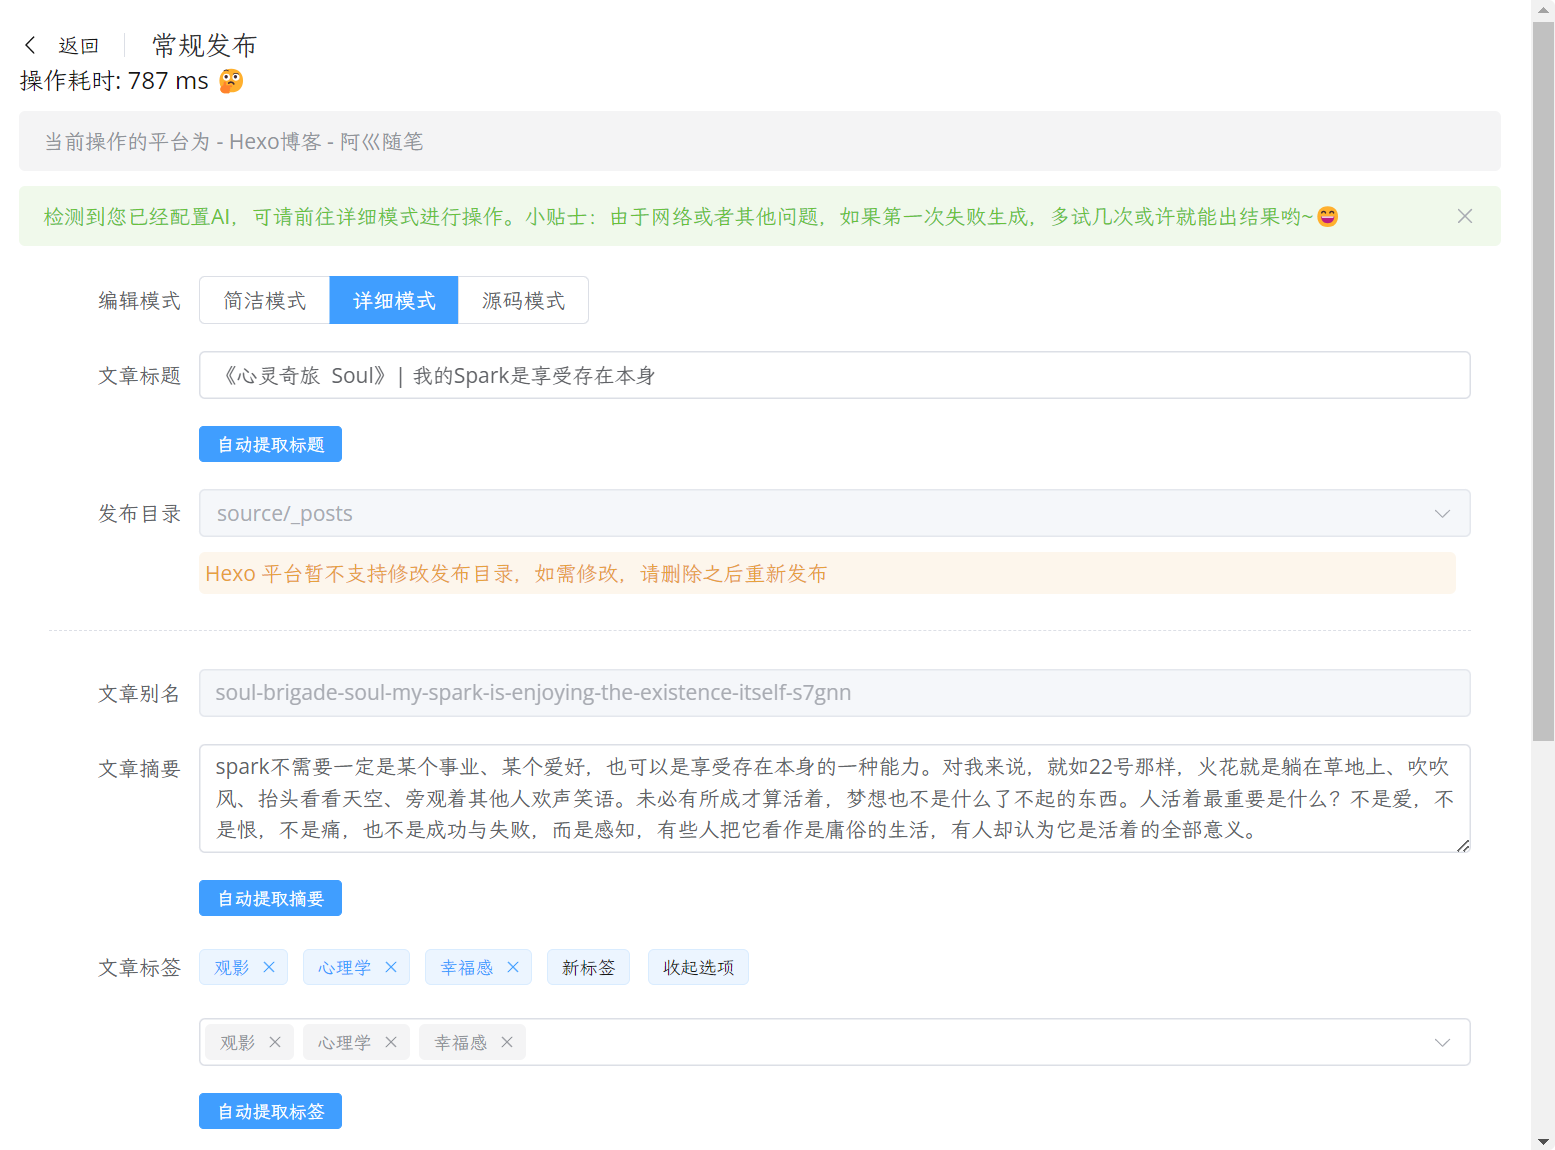 返回 常规发布
操作耗时: 787 ms 🤔
当前操作的平台为 - Hexo博客 - 阿巛随笔
检测到您已经配置AI，可请前往详细模式进行操作。小贴士：由于网络或者其他问题，如果第一次失败生成，多试几次或许就能出结果哟~😄
编辑模式 简洁模式 详细模式 源码模式
文章标题 《心灵奇旅 Soul》| 我的Spark是享受存在本身
自动提取标题
发布目录 source/_posts
Hexo 平台暂不支持修改发布目录，如需修改，请删除之后重新发布
文章别名 soul-brigade-soul-my-spark-is-enjoying-the-existence-itself-s7gnn
文章摘要 spark不需要一定是某个事业、某个爱好，也可以是享受存在本身的一种能力。对我来说，就如22号那样，火花就是躺在草地上、吹吹
风、抬头看看天空、旁观着其他人欢声笑语。未必有所成才算活着，梦想也不是什么了不起的东西。人活着最重要是什么？不是爱，不
是恨，不是痛，也不是成功与失败，而是感知，有些人把它看作是庸俗的生活，有人却认为它是活着的全部意义。
自动提取摘要
文章标签 观影 心理学 幸福感 新标签 收起选项
观影 心理学 幸福感
自动提取标签